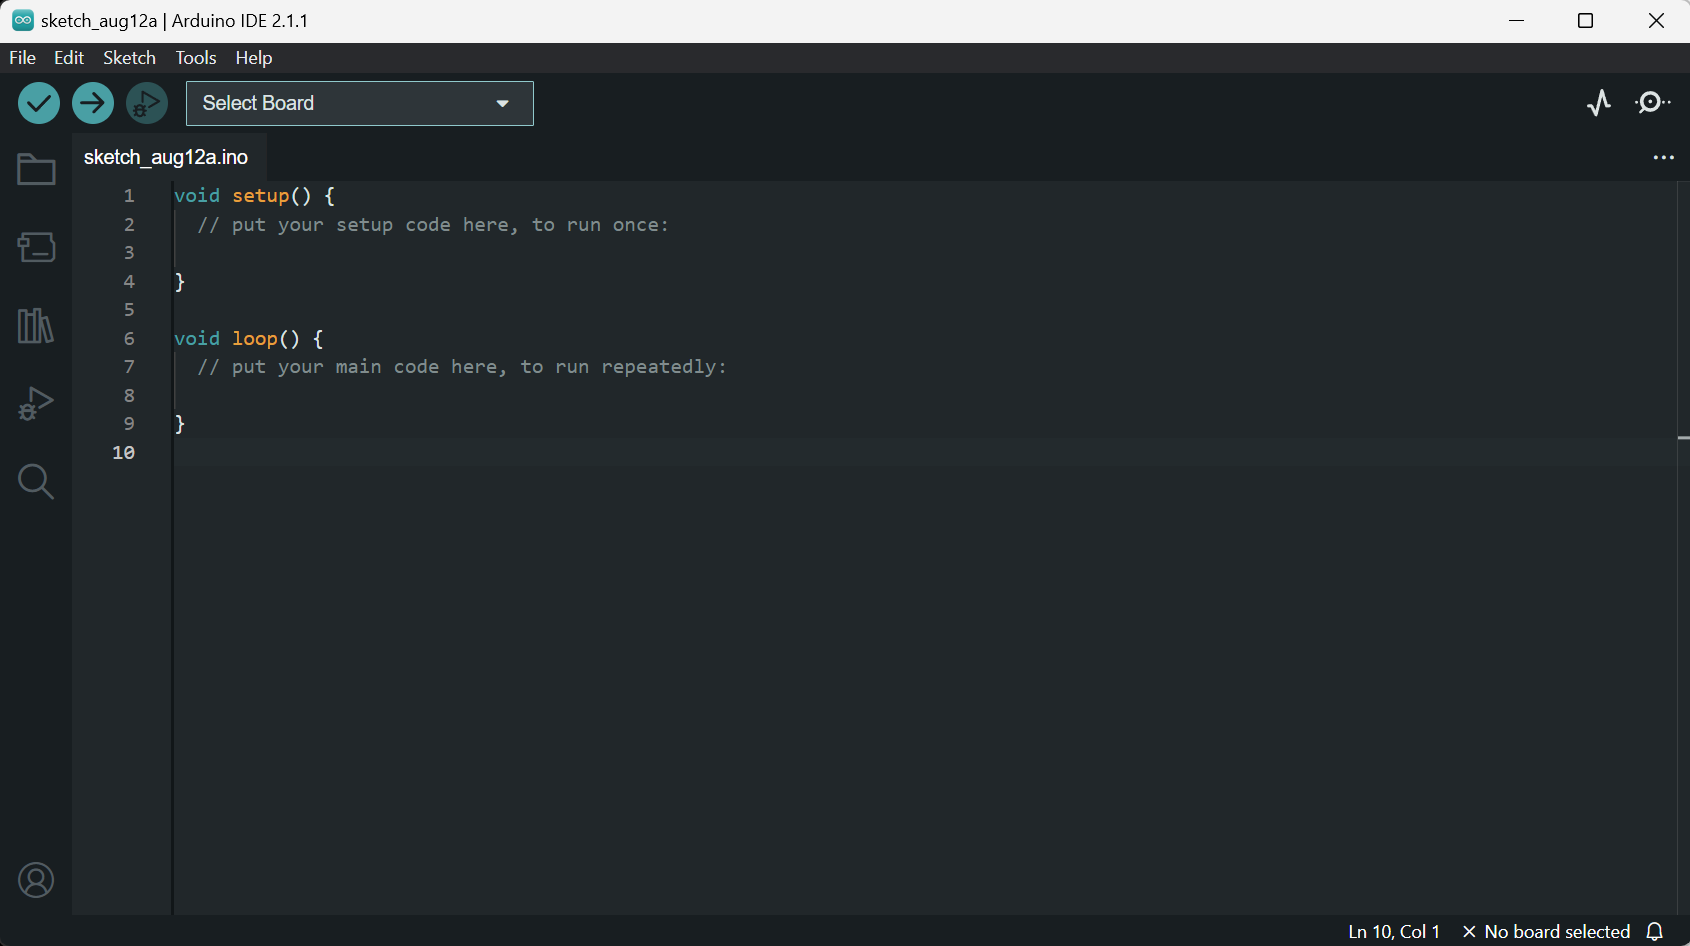 sketch_aug12a | Arduino IDE 2.1.1
File Edit Sketch Tools Help
Select Board
sketch_aug12a.ino
1 void setup() {
2   // put your setup code here, to run once:
3
4 }
5
6 void loop() {
7   // put your main code here, to run repeatedly:
8
9 }
10
Ln 10, Col 1 × No board selected